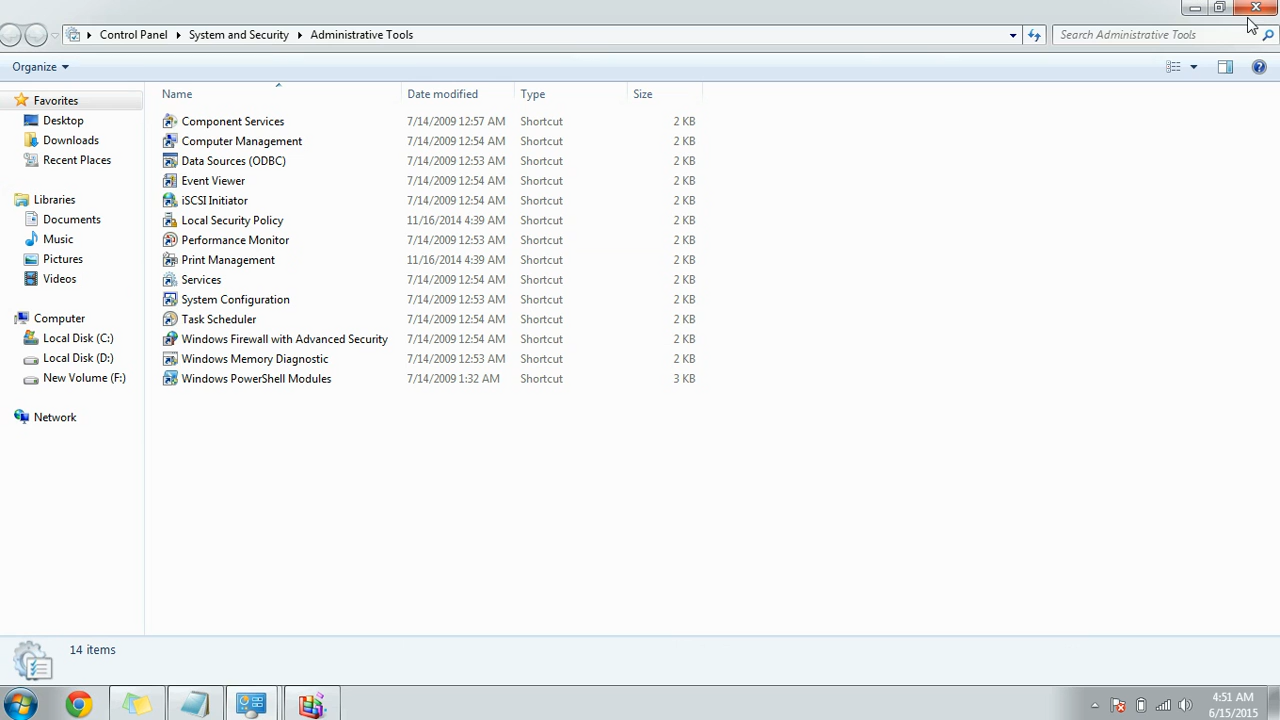 Control Panel System and Security Administrative Tools Search Administrative Tools
Organize
Name Date modified Type Size
Favorites
Desktop
Downloads
Recent Places
Libraries
Documents
Music
Pictures
Videos
Computer
Local Disk (C:)
Local Disk (D:)
New Volume (F:)
Network
Component Services 7/14/2009 12:57 AM Shortcut 2 KB
Computer Management 7/14/2009 12:54 AM Shortcut 2 KB
Data Sources (ODBC) 7/14/2009 12:53 AM Shortcut 2 KB
Event Viewer 7/14/2009 12:54 AM Shortcut 2 KB
iSCSI Initiator 7/14/2009 12:54 AM Shortcut 2 KB
Local Security Policy 11/16/2014 4:39 AM Shortcut 2 KB
Performance Monitor 7/14/2009 12:53 AM Shortcut 2 KB
Print Management 11/16/2014 4:39 AM Shortcut 2 KB
Services 7/14/2009 12:54 AM Shortcut 2 KB
System Configuration 7/14/2009 12:53 AM Shortcut 2 KB
Task Scheduler 7/14/2009 12:54 AM Shortcut 2 KB
Windows Firewall with Advanced Security 7/14/2009 12:54 AM Shortcut 2 KB
Windows Memory Diagnostic 7/14/2009 12:53 AM Shortcut 2 KB
Windows PowerShell Modules 7/14/2009 1:32 AM Shortcut 3 KB
14 items
4:51 AM
6/15/2015